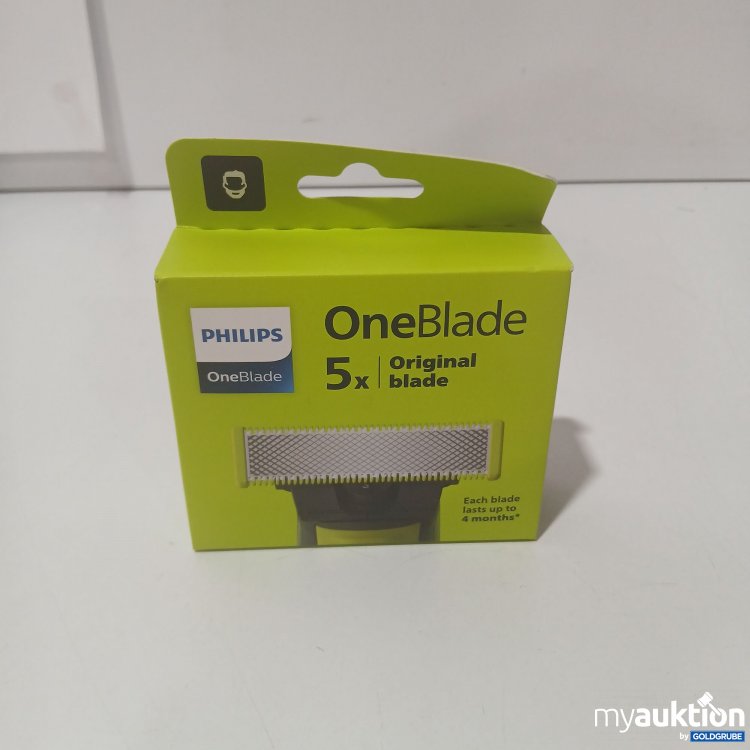 OneBlade
PHILIPS
OneBlade
5x
Original
blade
Each blade
lasts up to
4 months*
myauktion
by GOLDGRUBE